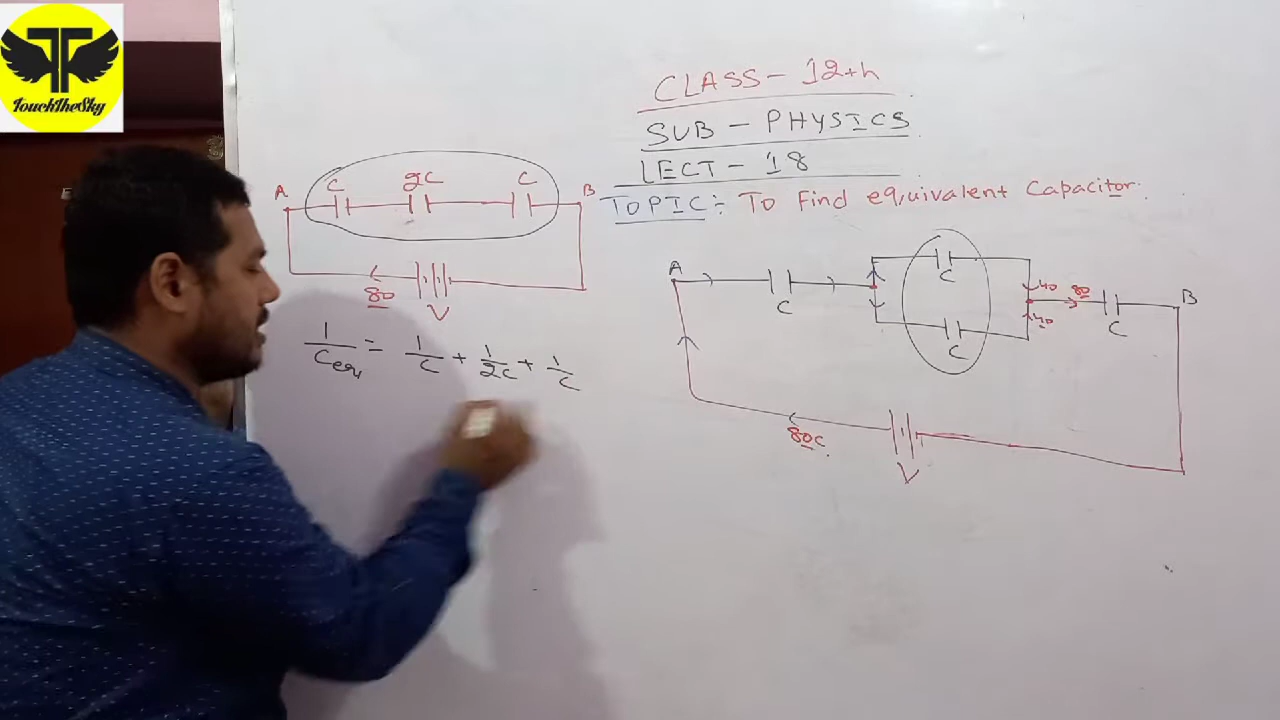 TouchTheSky
CLASS - 12th
SUB - PHYSICS
LECT - 18
TOPIC :- To Find equivalent Capacitor.
A C 2C C B
80
V
1/Ceq = 1/C + 1/2C + 1/C
A C C C 40 80 40 C B
80C.
V